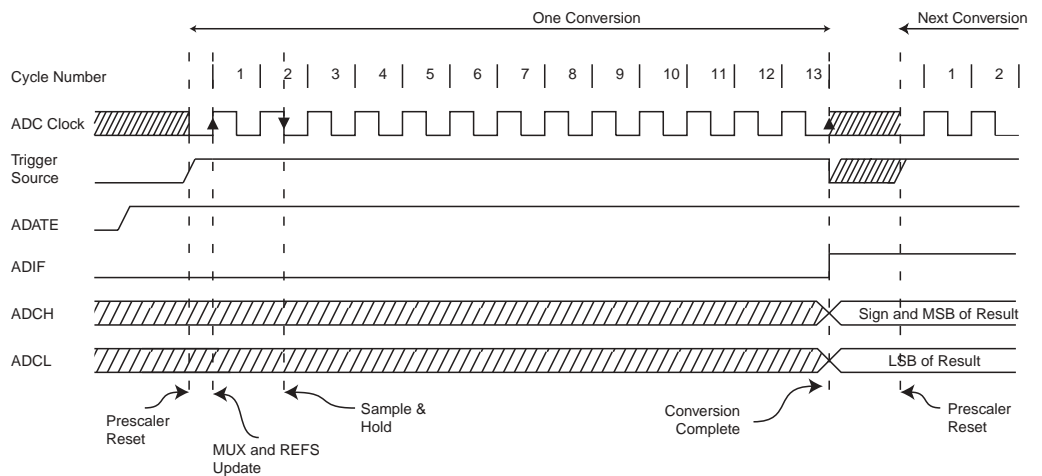 One Conversion
Next Conversion
Cycle Number
1 2 3 4 5 6 7 8 9 10 11 12 13 1 2
ADC Clock
Trigger
Source
ADATE
ADIF
ADCH
Sign and MSB of Result
ADCL
LSB of Result
Prescaler
Reset
MUX and REFS
Update
Sample &
Hold
Conversion
Complete
Prescaler
Reset